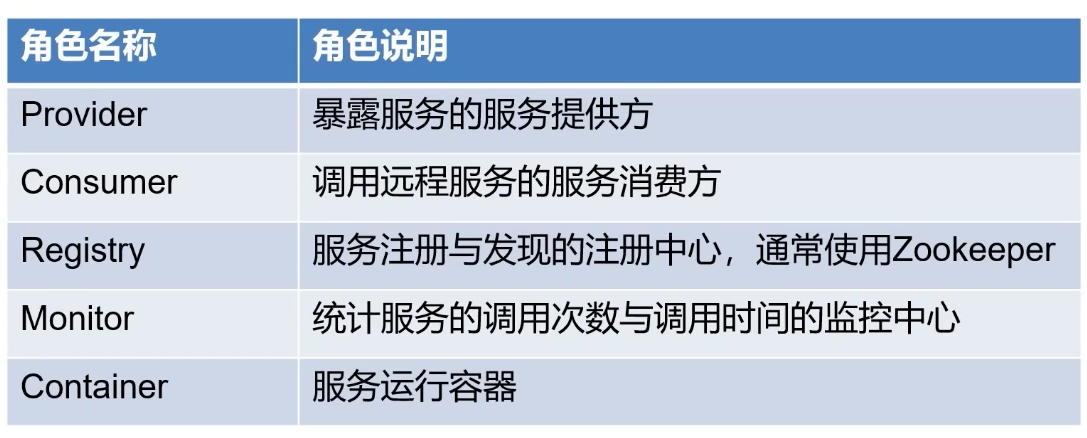 角色名称 角色说明
Provider 暴露服务的服务提供方
Consumer 调用远程服务的服务消费方
Registry 服务注册与发现的注册中心，通常使用Zookeeper
Monitor 统计服务的调用次数与调用时间的监控中心
Container 服务运行容器